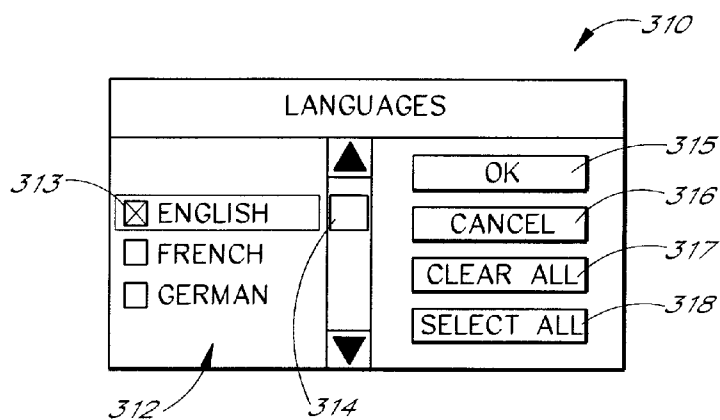 310
LANGUAGES
313
ENGLISH
FRENCH
GERMAN
312
314
OK
315
CANCEL
316
CLEAR ALL
317
SELECT ALL
318